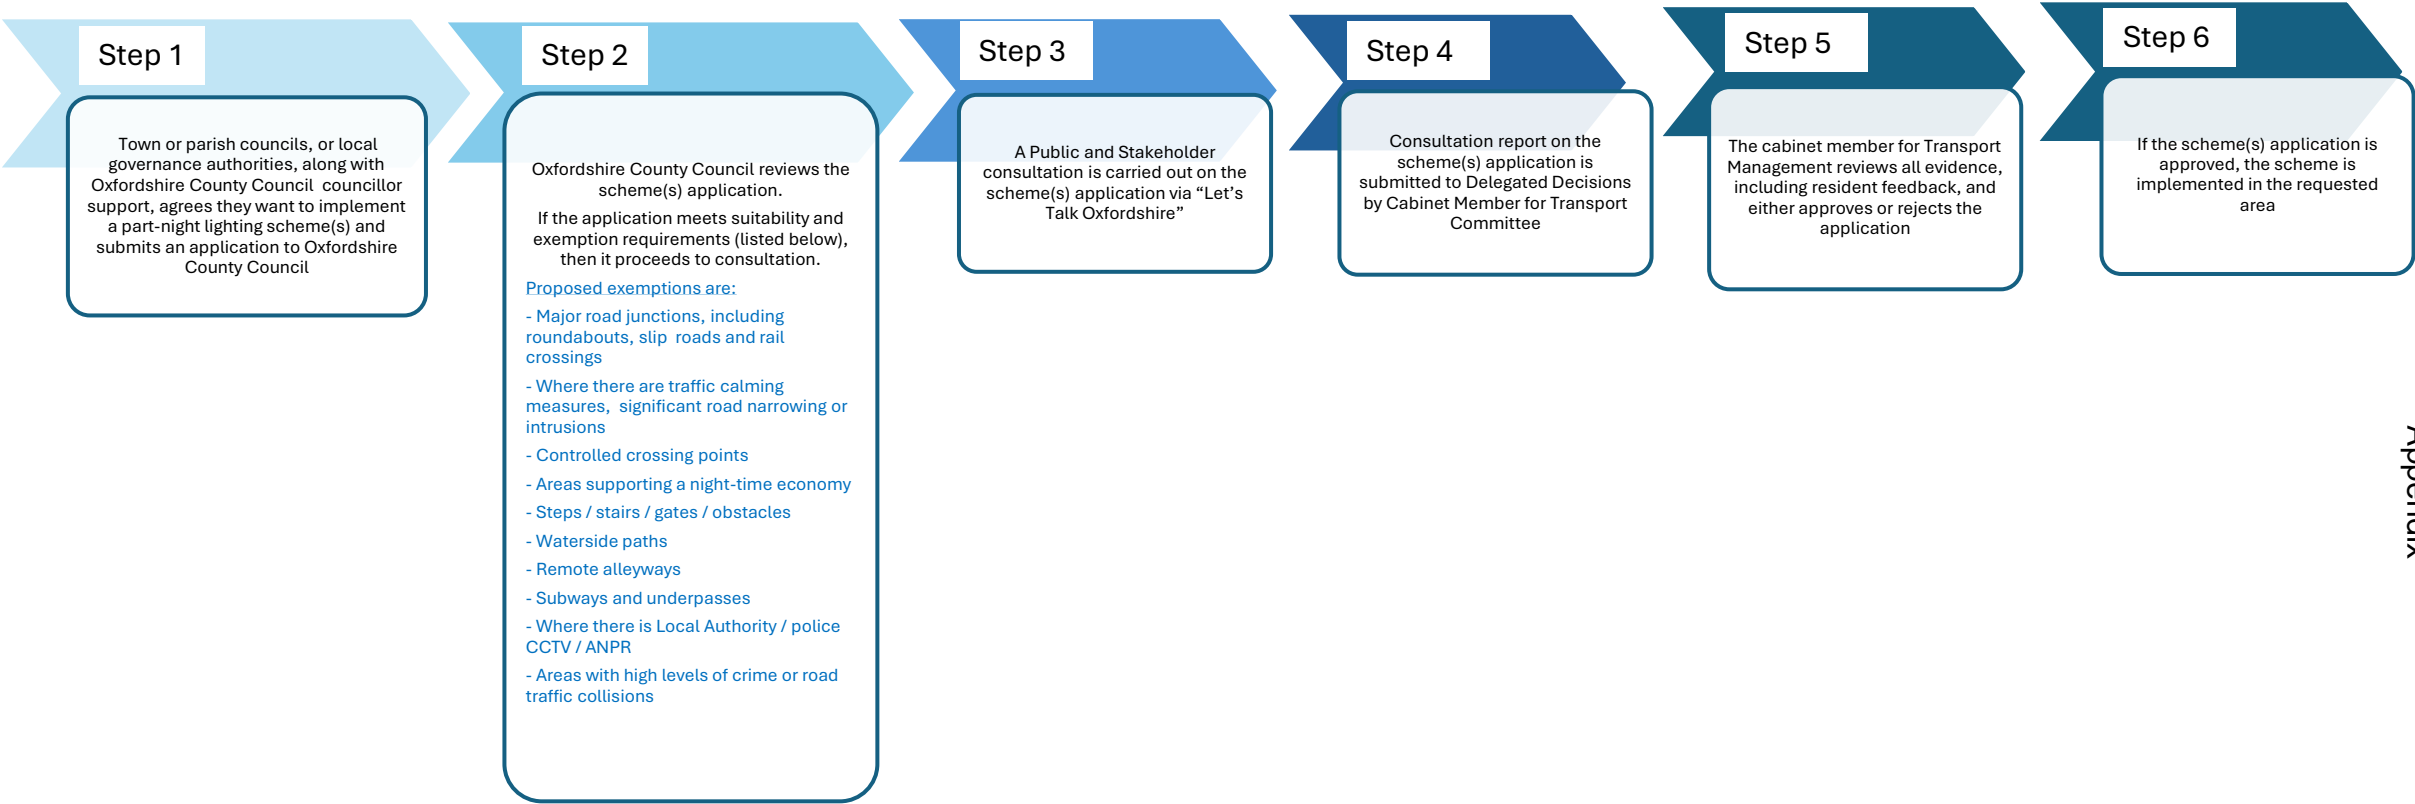 Step 1
Town or parish councils, or local
governance authorities, along with
Oxfordshire County Council councillor
support, agrees they want to implement
a part-night lighting scheme(s) and
submits an application to Oxfordshire
County Council
Step 2
Oxfordshire County Council reviews the
scheme(s) application.
If the application meets suitability and
exemption requirements (listed below),
then it proceeds to consultation.
Proposed exemptions are:
- Major road junctions, including
roundabouts, slip roads and rail
crossings
- Where there are traffic calming
measures, significant road narrowing or
intrusions
- Controlled crossing points
- Areas supporting a night-time economy
- Steps / stairs / gates / obstacles
- Waterside paths
- Remote alleyways
- Subways and underpasses
- Where there is Local Authority / police
CCTV / ANPR
- Areas with high levels of crime or road
traffic collisions
Step 3
A Public and Stakeholder
consultation is carried out on the
scheme(s) application via “Let’s
Talk Oxfordshire”
Step 4
Consultation report on the
scheme(s) application is
submitted to Delegated Decisions
by Cabinet Member for Transport
Committee
Step 5
The cabinet member for Transport
Management reviews all evidence,
including resident feedback, and
either approves or rejects the
application
Step 6
If the scheme(s) application is
approved, the scheme is
implemented in the requested
area
Appendix